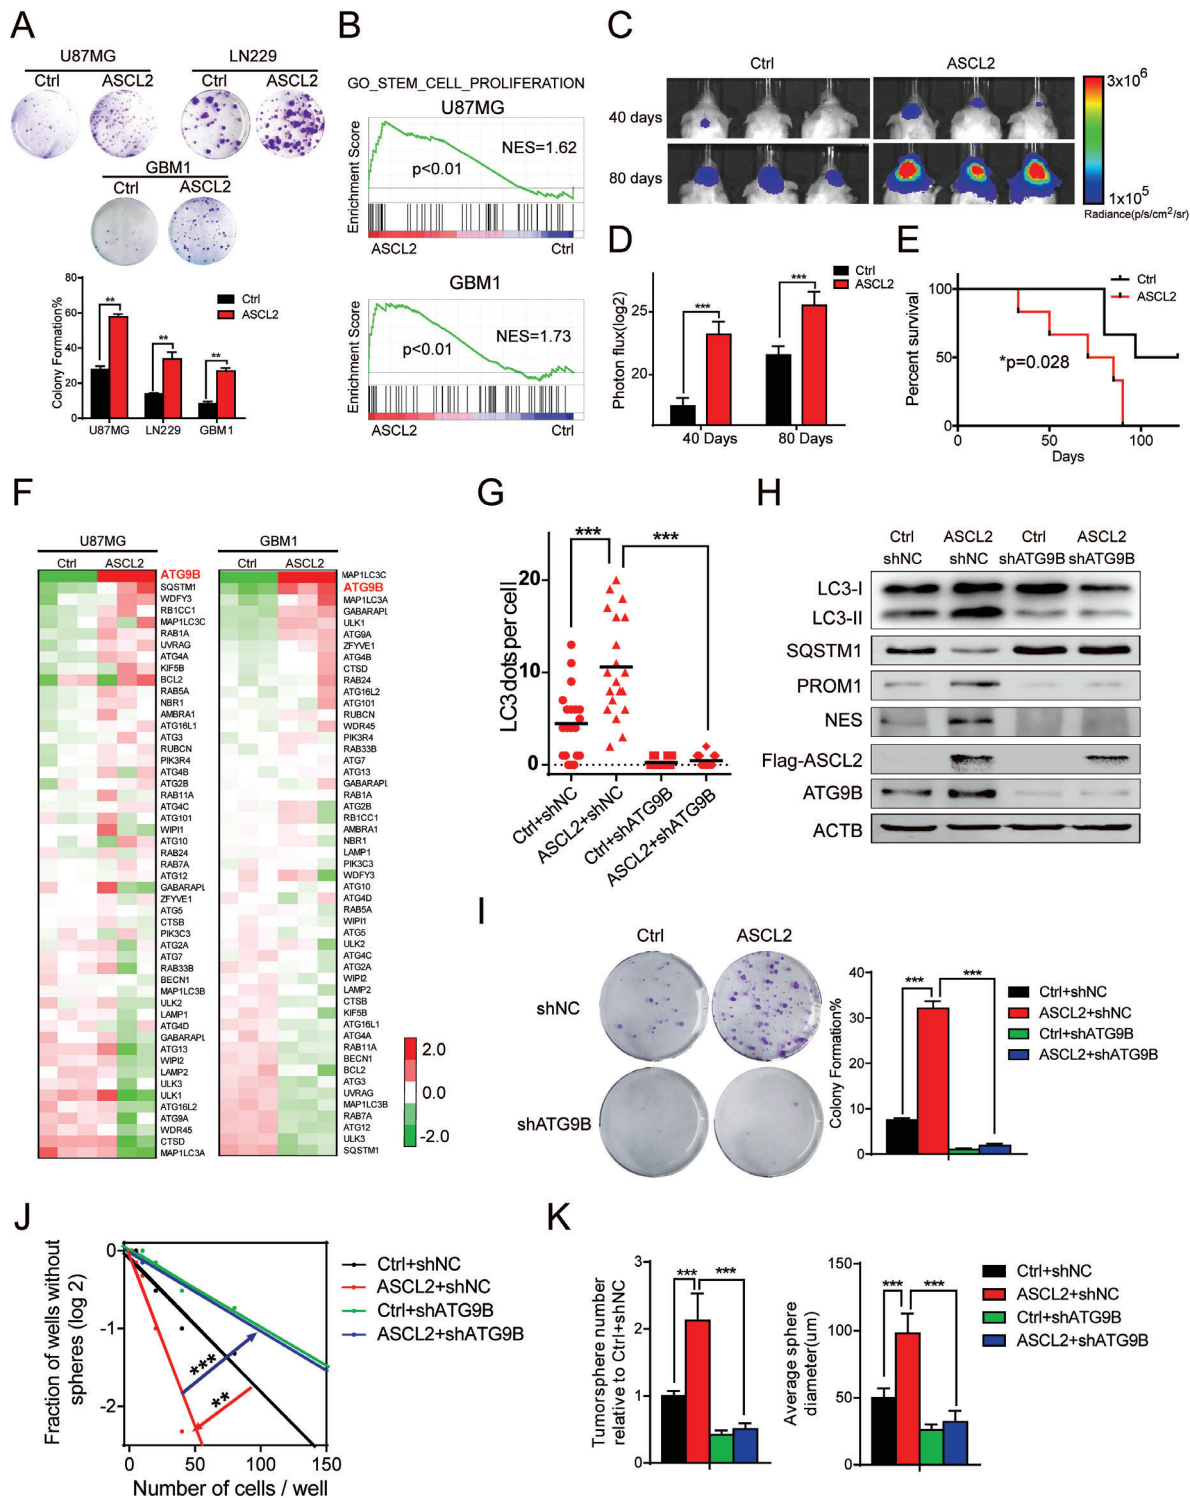 A
U87MG
LN229
Ctrl
ASCL2
Ctrl
ASCL2
GBM1
Ctrl
ASCL2
80
60
40
20
0
Colony Formation%
Ctrl
ASCL2
**
**
**
U87MG
LN229
GBM1
B
GO_STEM_CELL_PROLIFERATION
U87MG
Enrichment Score
NES=1.62
p<0.01
ASCL2
Ctrl
GBM1
Enrichment Score
NES=1.73
p<0.01
ASCL2
Ctrl
C
Ctrl
ASCL2
40 days
80 days
3x10⁶
1x10⁵
Radiance(p/s/cm²/sr)
D
Photon flux(log2)
25
20
***
***
Ctrl
ASCL2
40 Days
80 Days
E
Percent survival
100
50
0
Ctrl
ASCL2
*p=0.028
0
50
100
Days
F
U87MG
Ctrl
ASCL2
ATG9B
SQSTM1
WDFY3
RB1CC1
MAP1LC3C
RAB1A
UVRAG
ATG4A
KIF5B
BCL2
RAB5A
NBR1
AMBRA1
ATG16L1
ATG3
RUBCN
PIK3R4
ATG4B
ATG2B
RAB11A
ATG4C
ATG101
WIPI1
ATG10
RAB24
RAB7A
ATG12
GABARAPL
ZFYVE1
ATG5
CTSB
PIK3C3
ATG2A
ATG7
RAB33B
BECN1
MAP1LC3B
ULK2
LAMP1
ATG4D
GABARAPL
ATG13
WIPI2
LAMP2
ULK3
ULK1
ATG16L2
ATG9A
WDR45
CTSD
MAP1LC3A
GBM1
Ctrl
ASCL2
MAP1LC3C
ATG9B
MAP1LC3A
GABARAPL
ULK1
ATG9A
ZFYVE1
ATG4B
CTSD
RAB24
ATG16L2
ATG101
RUBCN
WDR45
PIK3R4
RAB33B
ATG7
ATG13
GABARAPL
RAB1A
ATG2B
RB1CC1
AMBRA1
NBR1
LAMP1
PIK3C3
WDFY3
ATG10
ATG4D
RAB5A
WIPI1
ATG5
ULK2
ATG4C
ATG2A
WIPI2
LAMP2
CTSB
KIF5B
ATG16L1
ATG4A
RAB11A
BECN1
BCL2
ATG3
UVRAG
MAP1LC3B
RAB7A
ATG12
ULK3
SQSTM1
2.0
0.0
-2.0
G
LC3 dots per cell
20
10
0
***
***
Ctrl+shNC
ASCL2+shNC
Ctrl+shATG9B
ASCL2+shATG9B
H
Ctrl ASCL2 Ctrl ASCL2
shNC shNC shATG9B shATG9B
LC3-I
LC3-II
SQSTM1
PROM1
NES
Flag-ASCL2
ATG9B
ACTB
I
Ctrl
ASCL2
shNC
shATG9B
Colony Formation%
40
30
20
10
0
***
***
Ctrl+shNC
ASCL2+shNC
Ctrl+shATG9B
ASCL2+shATG9B
J
Fraction of wells without
spheres (log 2)
0
-1
-2
***
**
0
50
100
150
Number of cells / well
Ctrl+shNC
ASCL2+shNC
Ctrl+shATG9B
ASCL2+shATG9B
K
Tumorsphere number
relative to Ctrl+shNC
3
2
1
0
***
***
Average sphere
diameter(um)
150
100
50
0
***
***
Ctrl+shNC
ASCL2+shNC
Ctrl+shATG9B
ASCL2+shATG9B